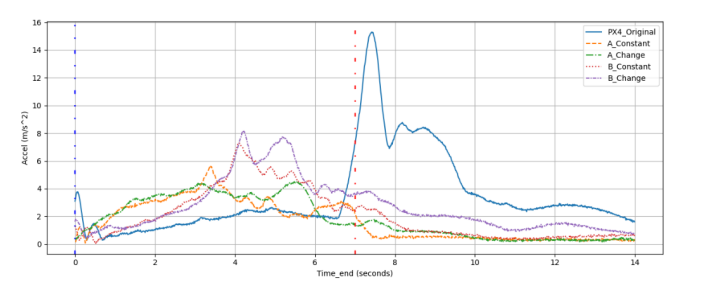 16
14
12
10
8
6
4
2
0
Accel (m/s^2)
PX4_Original
A_Constant
A_Change
B_Constant
B_Change
0 2 4 6 8 10 12 14
Time_end (seconds)